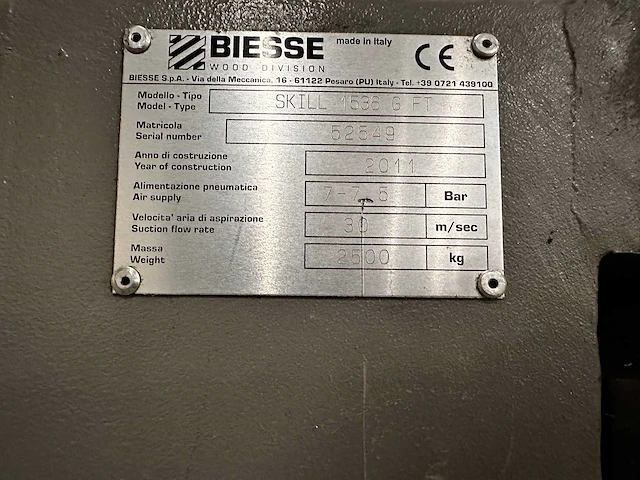 BIESSE made in Italy CE
WOOD DIVISION
BIESSE S.p.A. - Via della Meccanica, 16 - 61122 Pesaro (PU) Italy - Tel. +39 0721 439100
Modello - Tipo
Model - Type
SKILL 1536 G FT
Matricola
Serial number
52549
Anno di costruzione
Year of construction
2011
Alimentazione pneumatica
Air supply
7-7,5 Bar
Velocita' aria di aspirazione
Suction flow rate
30 m/sec
Massa
Weight
2500 kg